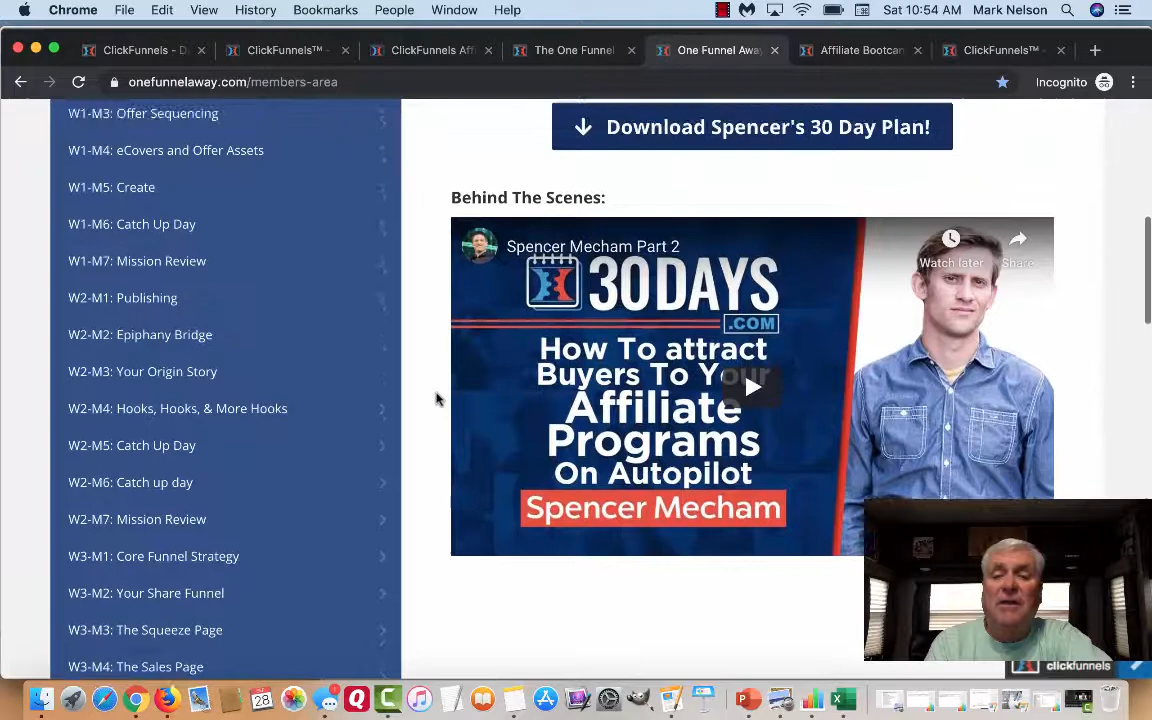 Chrome File Edit View History Bookmarks People Window Help Sat 10:54 AM Mark Nelson
ClickFunnels - D ClickFunnels™ - ClickFunnels Aff The One Funnel One Funnel Away Affiliate Bootcam ClickFunnels™ -
onefunnelaway.com/members-area Incognito
W1-M3: Offer Sequencing
W1-M4: eCovers and Offer Assets
W1-M5: Create
W1-M6: Catch Up Day
W1-M7: Mission Review
W2-M1: Publishing
W2-M2: Epiphany Bridge
W2-M3: Your Origin Story
W2-M4: Hooks, Hooks, & More Hooks
W2-M5: Catch Up Day
W2-M6: Catch up day
W2-M7: Mission Review
W3-M1: Core Funnel Strategy
W3-M2: Your Share Funnel
W3-M3: The Squeeze Page
W3-M4: The Sales Page
Download Spencer's 30 Day Plan!
Behind The Scenes:
Spencer Mecham Part 2
Watch later Share
30DAYS
.COM
How To attract
Buyers To Your
Affiliate
Programs
On Autopilot
Spencer Mecham
clickfunnels
28